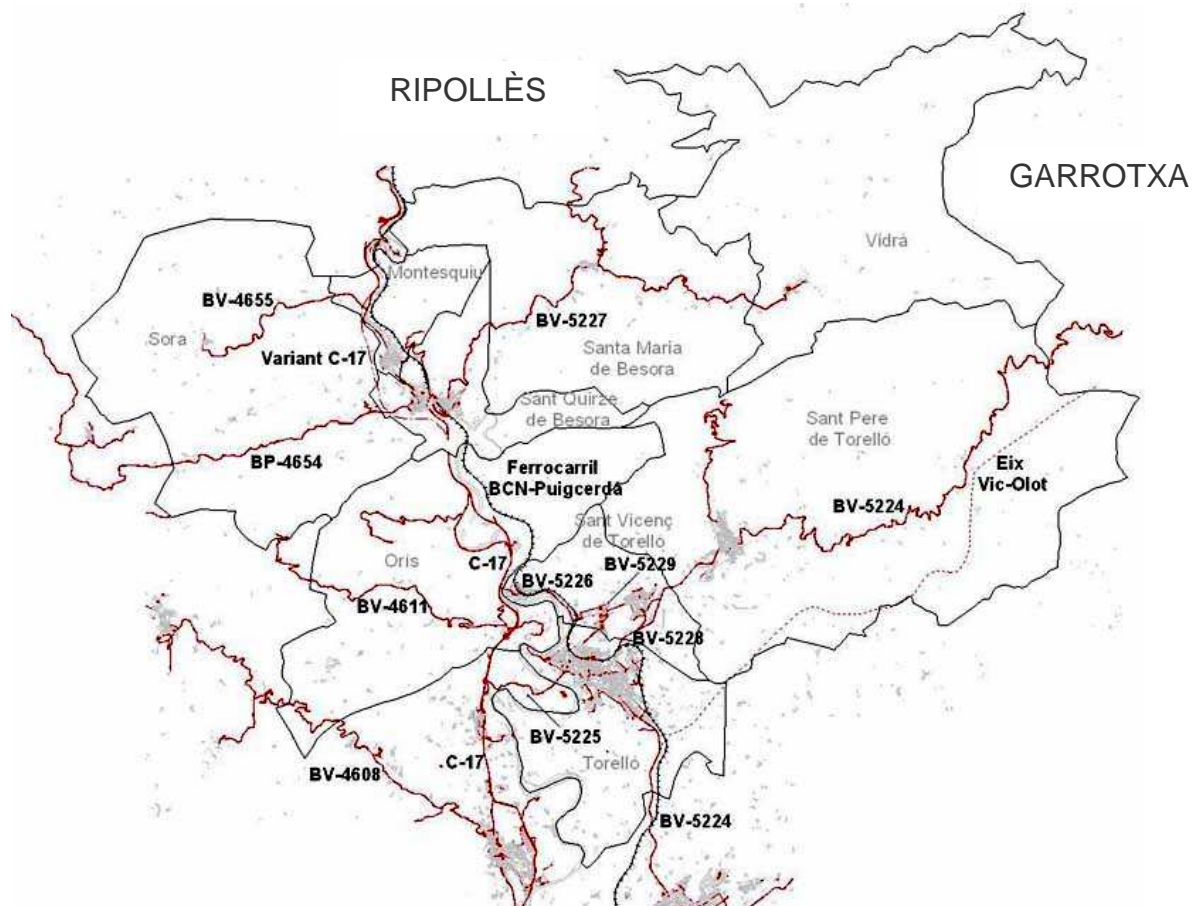 RIPOLLÈS
GARROTXA
Vidrà
Montesquiu
BV-4655
BV-5227
Sora
Variant C-17
Santa Maria
de Besora
Sant Quirze
de Besora
Sant Pere
de Torelló
BP-4654
Ferrocarril
BCN-Puigcerdà
Eix
Vic-Olot
BV-5224
Sant Vicenç
de Torelló
Oris
C-17
BV-5226
BV-5229
BV-4611
BV-5228
BV-5225
Torelló
.C-17
BV-4608
BV-5224